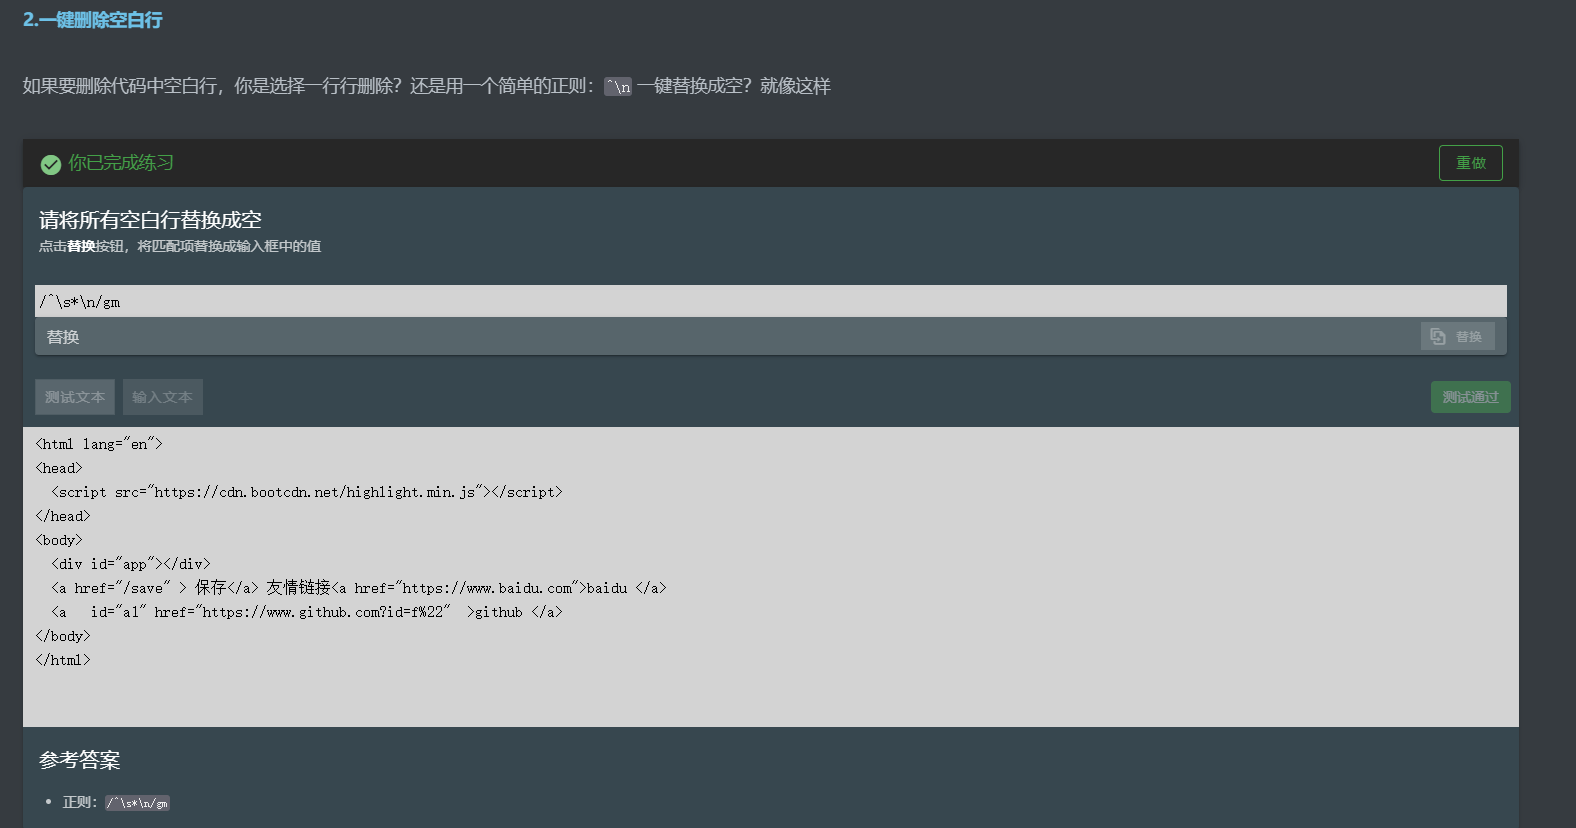 2.一键删除空白行
如果要删除代码中空白行，你是选择一行行删除？还是用一个简单的正则：^\n 一键替换成空？就像这样
你已完成练习
重做
请将所有空白行替换成空
点击替换按钮，将匹配项替换成输入框中的值
/^\s*\n/gm
替换
替换
测试文本
输入文本
测试通过
<html lang="en">
<head>
  <script src="https://cdn.bootcdn.net/highlight.min.js"></script>
</head>
<body>
  <div id="app"></div>
  <a href="/save" > 保存</a> 友情链接<a href="https://www.baidu.com">baidu </a>
  <a   id="a1" href="https://www.github.com?id=f%22"  >github </a>
</body>
</html>
参考答案
• 正则：/^\s*\n/gm